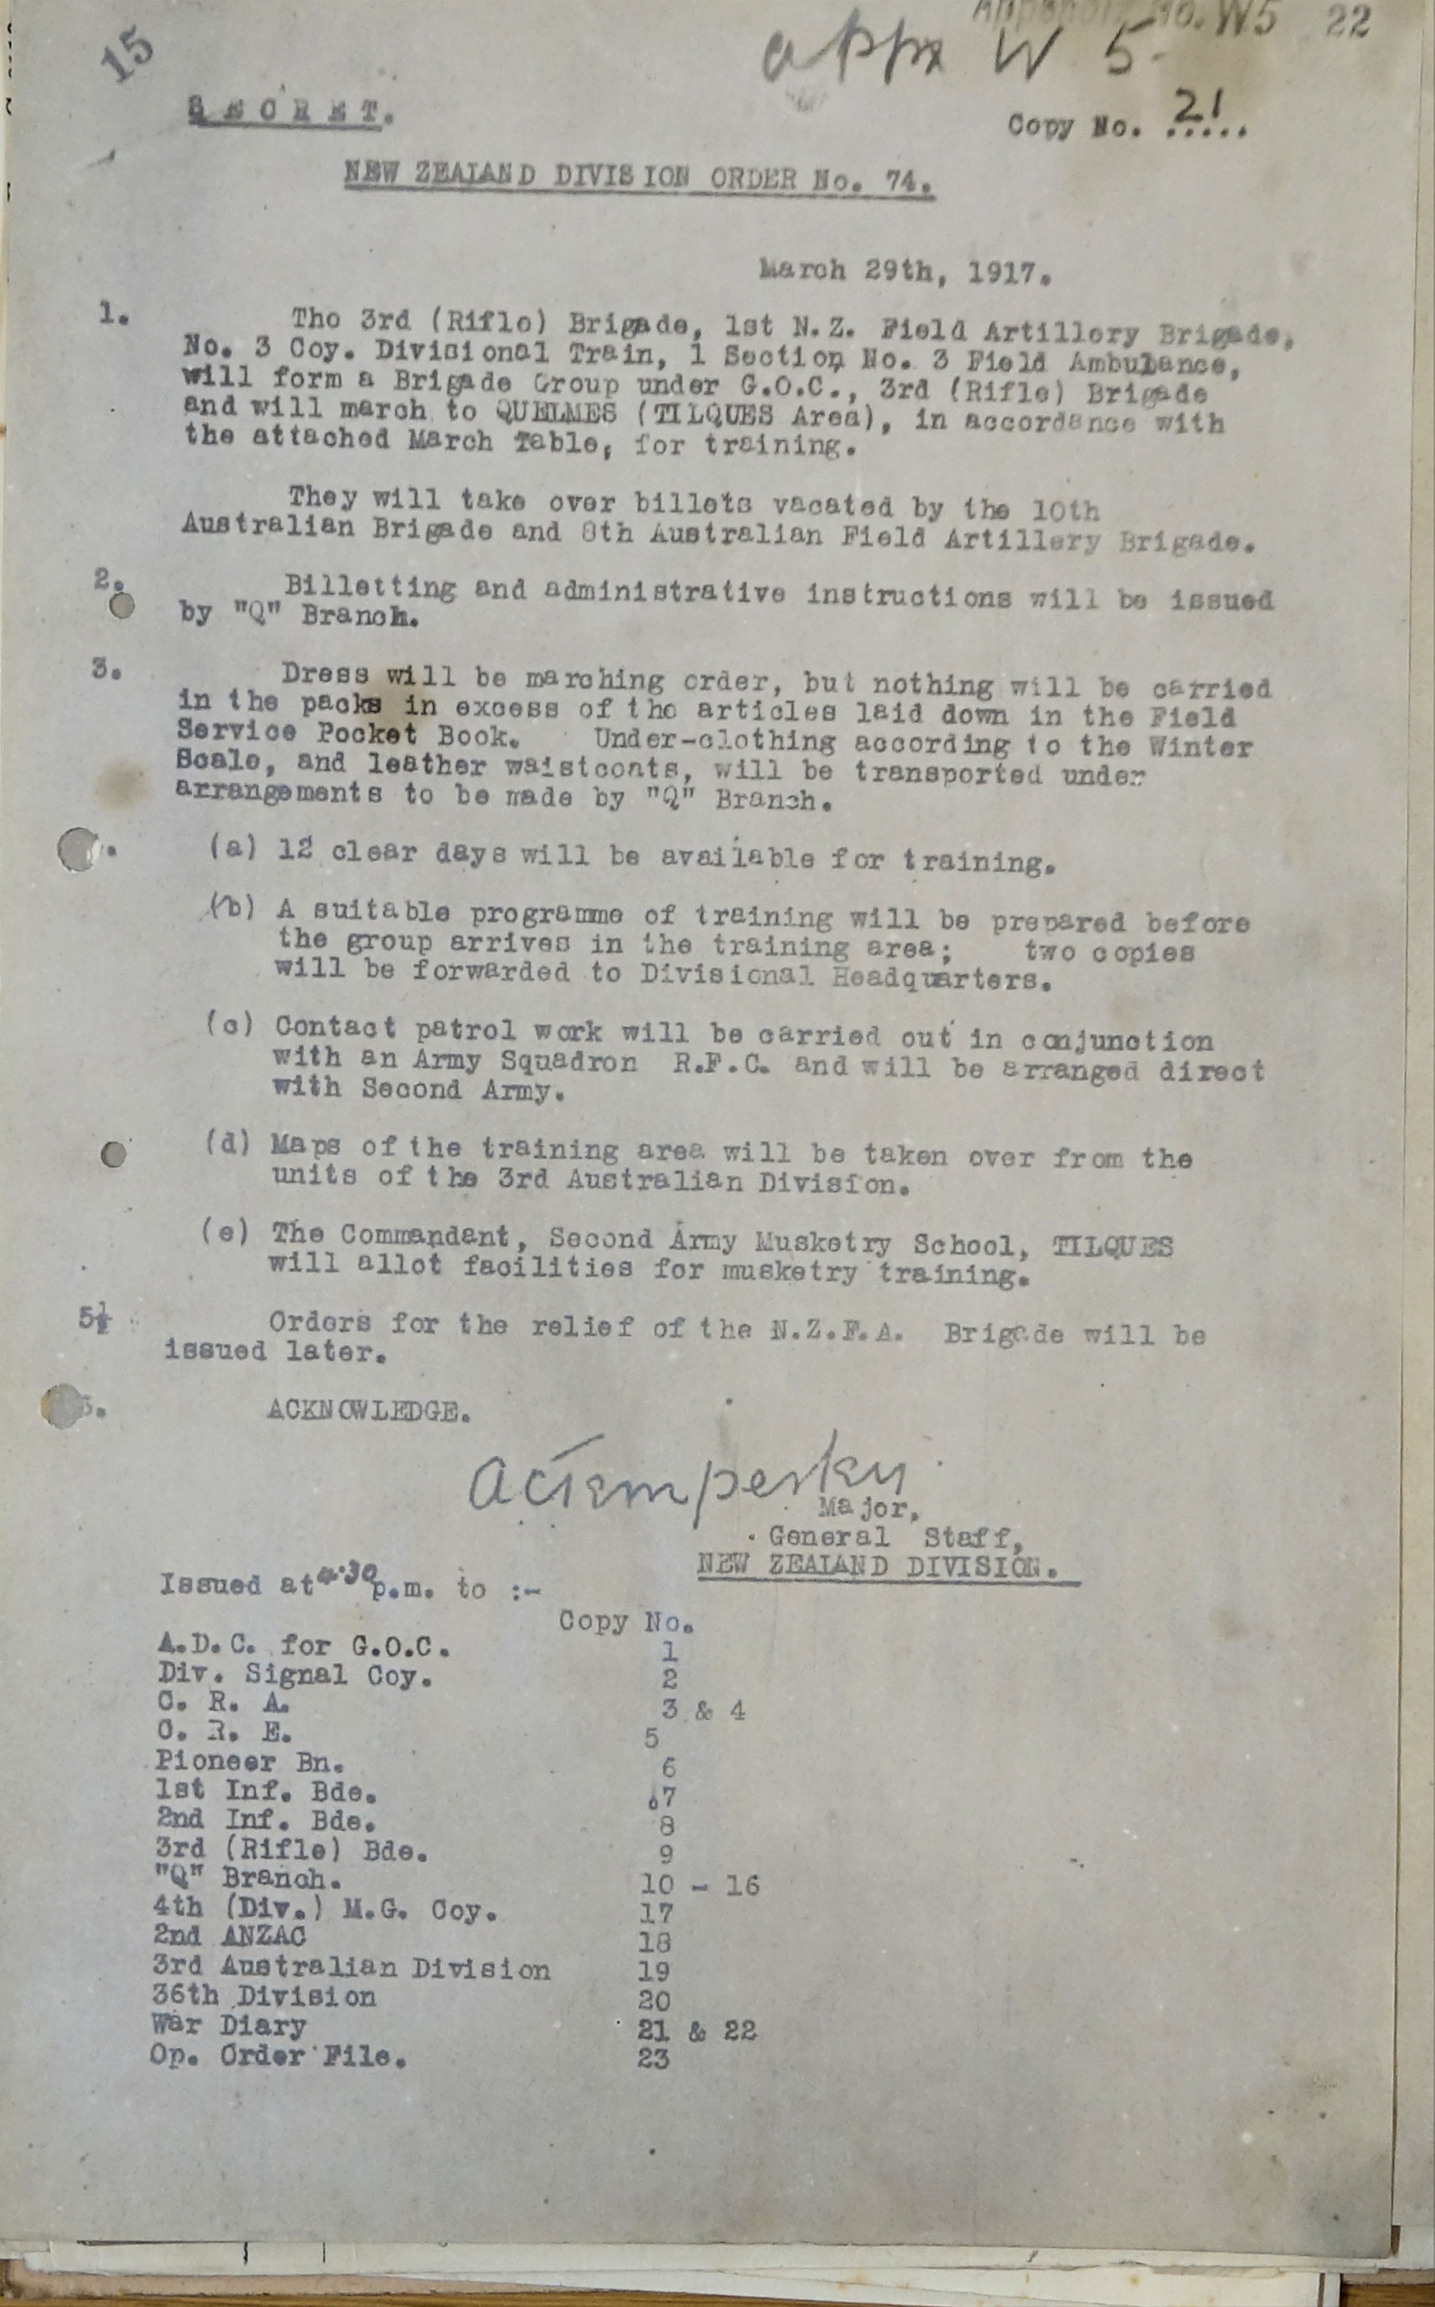 15
Appendix No. W5 22
appx W 5
SECRET.
Copy No. 21.....
NEW ZEALAND DIVISION ORDER No. 74.
March 29th, 1917.
1. The 3rd (Rifle) Brigade, 1st N.Z. Field Artillery Brigade,
No. 3 Coy. Divisional Train, 1 Section No. 3 Field Ambulance,
will form a Brigade Group under G.O.C., 3rd (Rifle) Brigade
and will march to QUELMES (TILQUES Area), in accordance with
the attached March Table, for training.
They will take over billets vacated by the 10th
Australian Brigade and 8th Australian Field Artillery Brigade.
2. Billetting and administrative instructions will be issued
by "Q" Branch.
3. Dress will be marching order, but nothing will be carried
in the packs in excess of the articles laid down in the Field
Service Pocket Book. Under-clothing according to the Winter
Scale, and leather waistcoats, will be transported under
arrangements to be made by "Q" Branch.
(a) 12 clear days will be available for training.
(b) A suitable programme of training will be prepared before
the group arrives in the training area; two copies
will be forwarded to Divisional Headquarters.
(c) Contact patrol work will be carried out in conjunction
with an Army Squadron R.F.C. and will be arranged direct
with Second Army.
(d) Maps of the training area will be taken over from the
units of the 3rd Australian Division.
(e) The Commandant, Second Army Musketry School, TILQUES
will allot facilities for musketry training.
5. Orders for the relief of the N.Z.F.A. Brigade will be
issued later.
ACKNOWLEDGE.
Major,
General Staff,
NEW ZEALAND DIVISION.
Issued at 4.30 p.m. to :-
Copy No.
A.D.C. for G.O.C. 1
Div. Signal Coy. 2
C. R. A. 3 & 4
C. R. E. 5
Pioneer Bn. 6
1st Inf. Bde. 7
2nd Inf. Bde. 8
3rd (Rifle) Bde. 9
"Q" Branch. 10 - 16
4th (Div.) M.G. Coy. 17
2nd ANZAC 18
3rd Australian Division 19
36th Division 20
War Diary 21 & 22
Op. Order File. 23